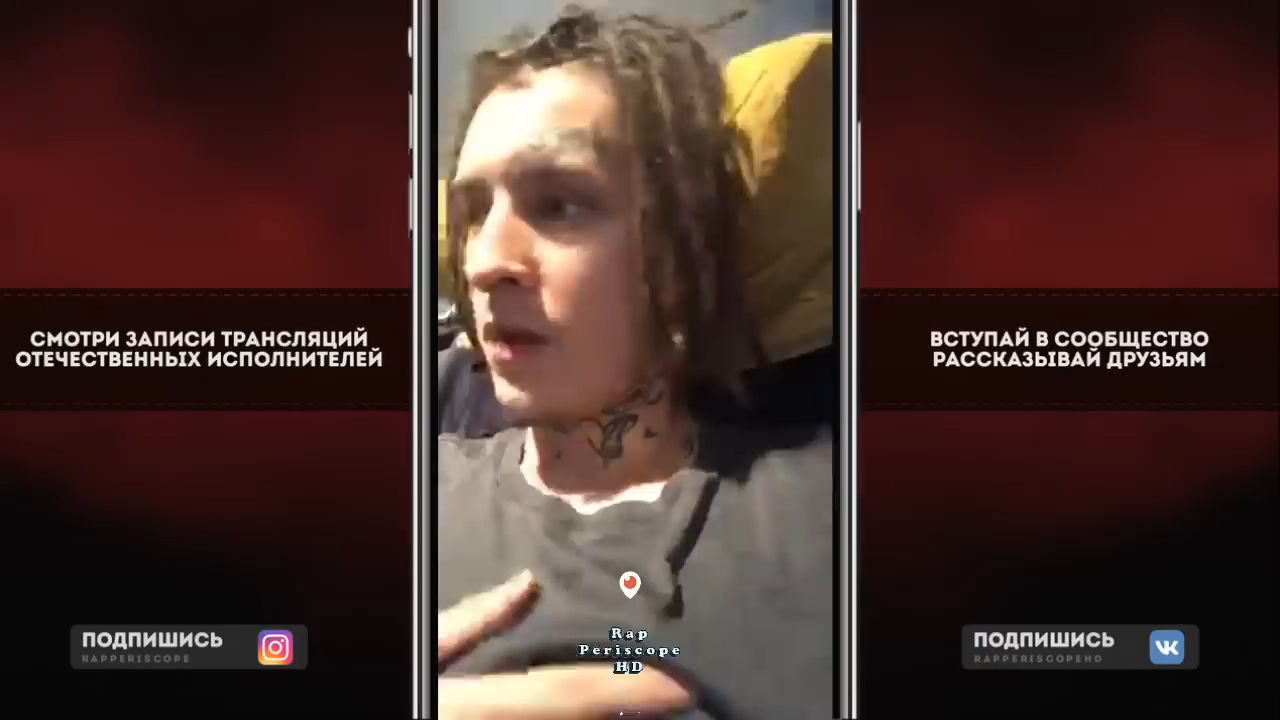 СМОТРИ ЗАПИСИ ТРАНСЛЯЦИЙ
ОТЕЧЕСТВЕННЫХ ИСПОЛНИТЕЛЕЙ
ВСТУПАЙ В СООБЩЕСТВО
РАССКАЗЫВАЙ ДРУЗЬЯМ
Rap
Periscope
HD
ПОДПИШИСЬ
RAPPERISCOPE
ПОДПИШИСЬ
RAPPERISCOPEHD